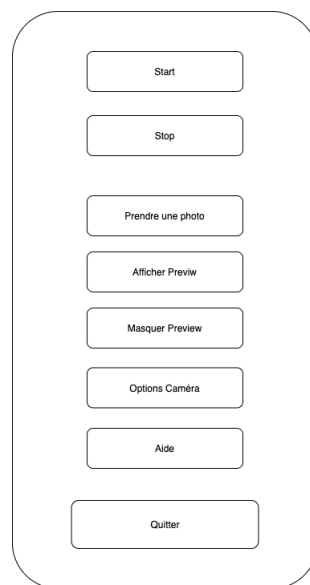 Start
Stop
Prendre une photo
Afficher Previw
Masquer Preview
Options Caméra
Aide
Quitter